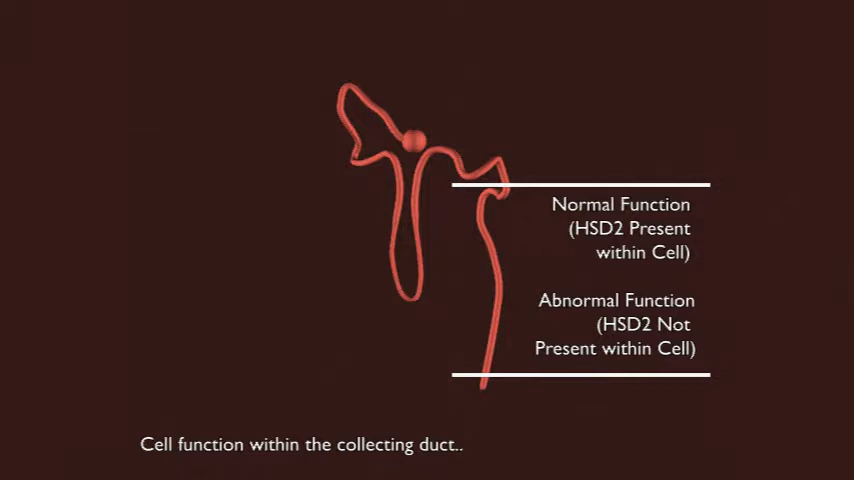 Normal Function
(HSD2 Present
within Cell)
Abnormal Function
(HSD2 Not
Present within Cell)
Cell function within the collecting duct..